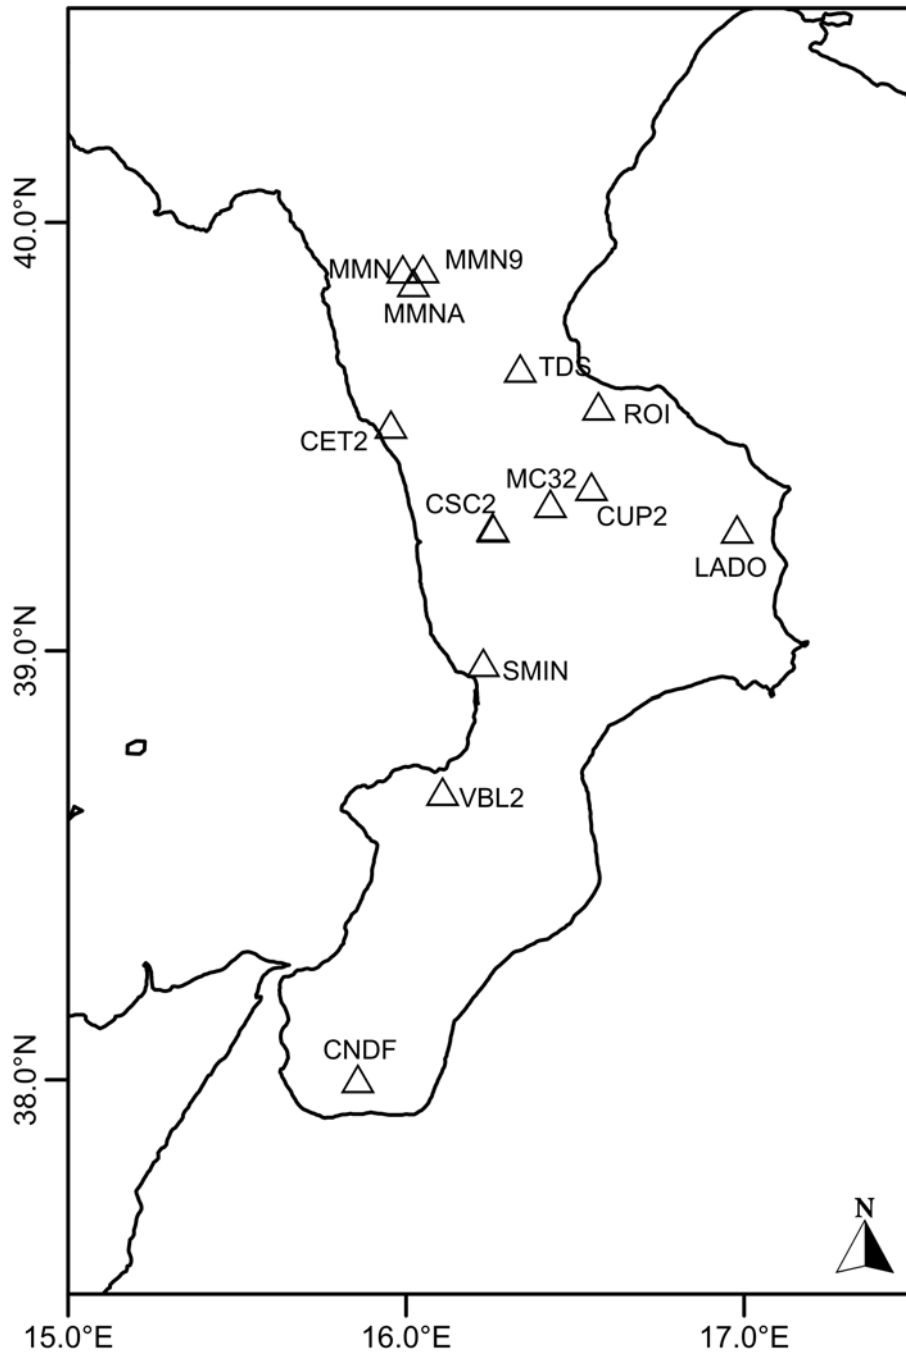 40.0°N
MMN
MMN9
MMNA
TDS
ROI
CET2
MC32
CSC2
CUP2
LADO
39.0°N
SMIN
VBL2
38.0°N
CNDF
N
15.0°E
16.0°E
17.0°E